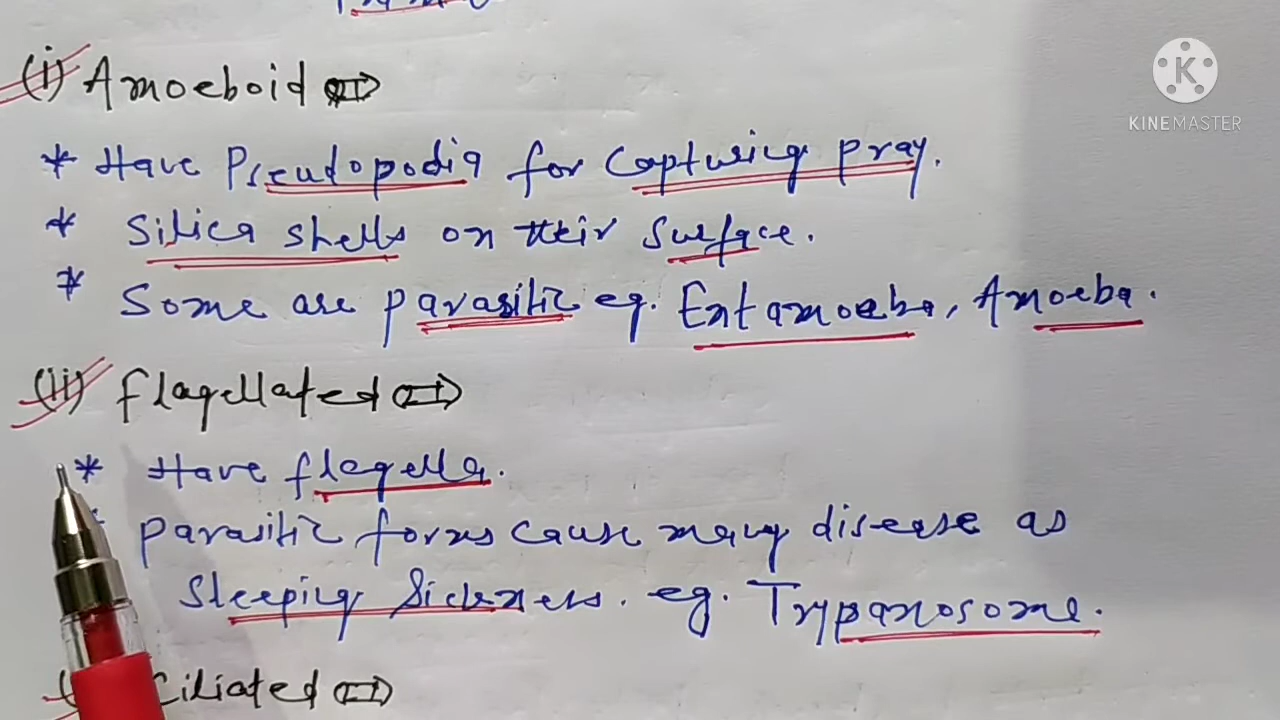 (i) Amoeboid
* Have Pseudopodia for Capturing pray.
* Silica shells on their Surface.
* Some are parasitic eg. Entamoeba, Amoeba.
(ii) flagellated
* Have flagella.
* Parasitic forms cause many disease as
Sleeping Sickness. eg. Trypanosome.
Ciliated
K
KINEMASTER